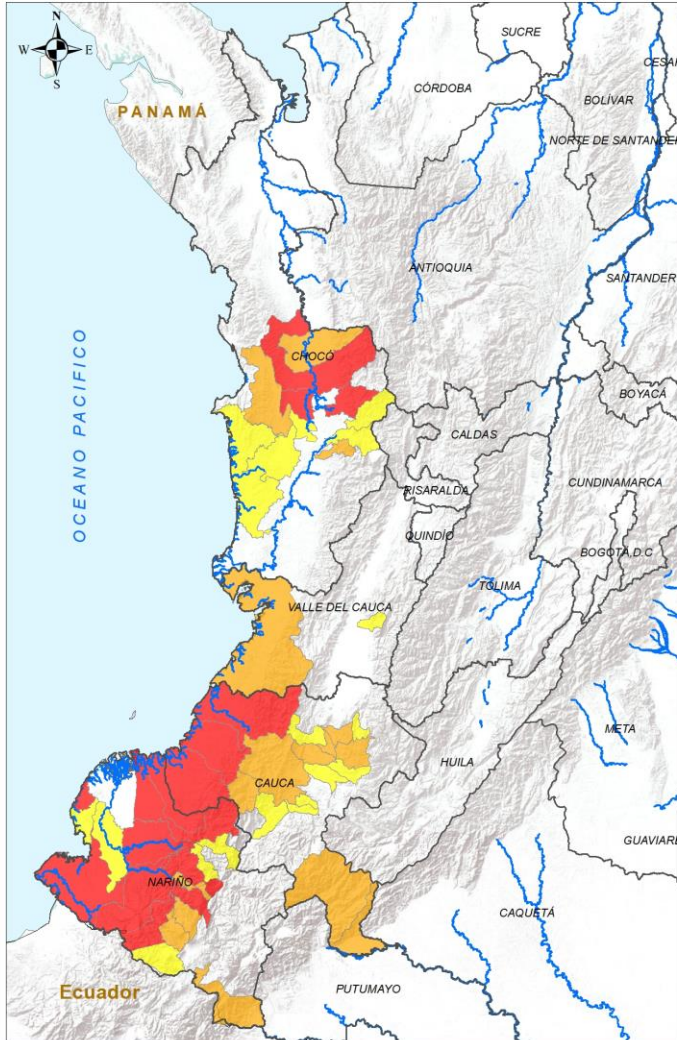 N
W E
S
SUCRE
CESAR
CÓRDOBA
BOLÍVAR
PANAMÁ
NORTE DE SANTANDER
ANTIOQUIA
SANTANDER
OCEANO PACIFICO
CHOCÓ
BOYACÁ
CALDAS
RISARALDA
CUNDINAMARCA
QUINDÍO
BOGOTÁ, D.C
TOLIMA
VALLE DEL CAUCA
META
HUILA
CAUCA
GUAVIARE
NARIÑO
CAQUETÁ
Ecuador
PUTUMAYO